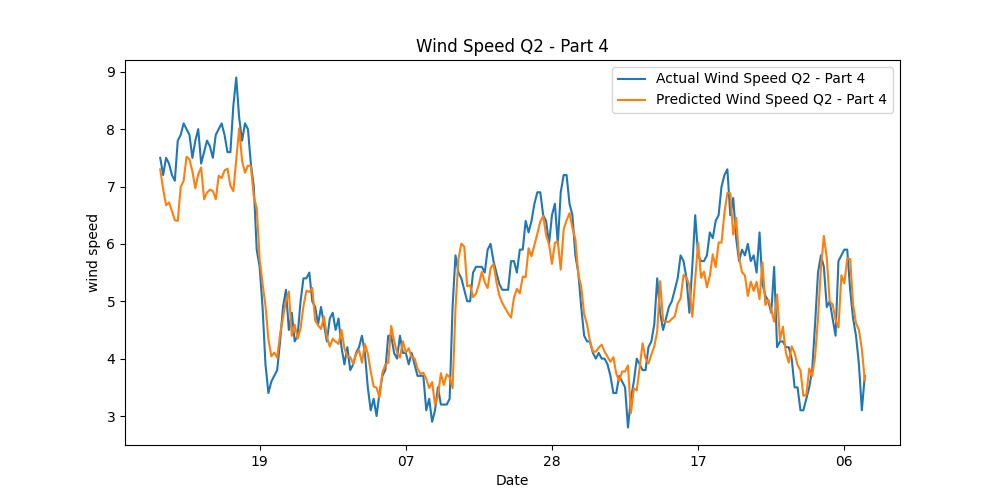 Wind Speed Q2 - Part 4
Actual Wind Speed Q2 - Part 4
Predicted Wind Speed Q2 - Part 4
wind speed
9
8
7
6
5
4
3
19
07
28
17
06
Date